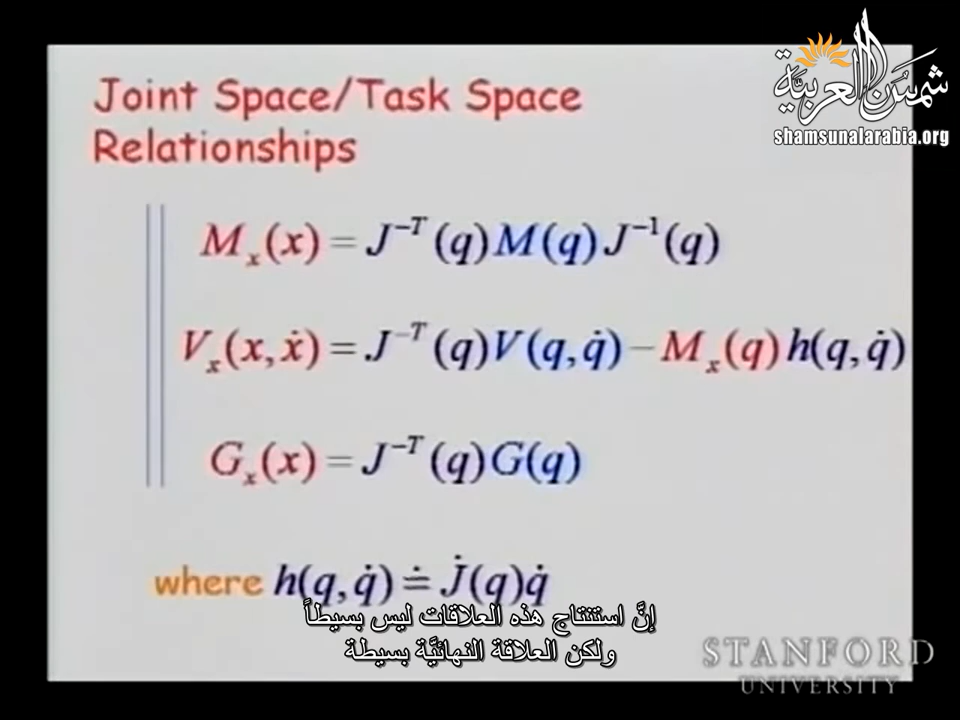 شمسُ العربيّة
shamsunalarabia.org
Joint Space/Task Space
Relationships
Mₓ(x) = J⁻ᵀ(q)M(q)J⁻¹(q)
Vₓ(x,ẋ) = J⁻ᵀ(q)V(q,q̇) − Mₓ(q)h(q,q̇)
Gₓ(x) = J⁻ᵀ(q)G(q)
where h(q,q̇) ≐ J̇(q)q̇
إنَّ استنتاج هذه العلاقات ليس بسيطاً
ولكن العلاقة النهائيَّة بسيطة
STANFORD
UNIVERSITY